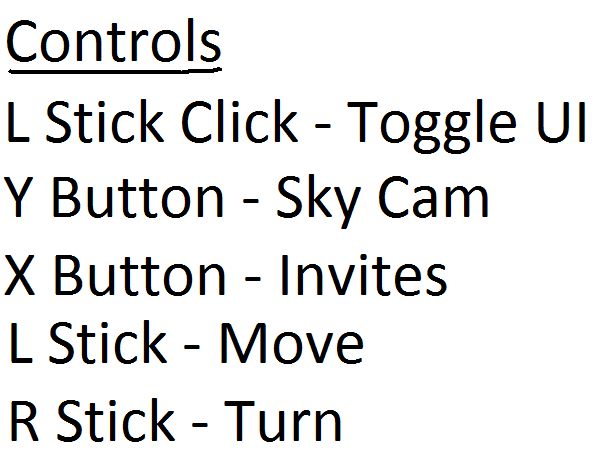 Controls
L Stick Click - Toggle UI
Y Button - Sky Cam
X Button - Invites
L Stick - Move
R Stick - Turn